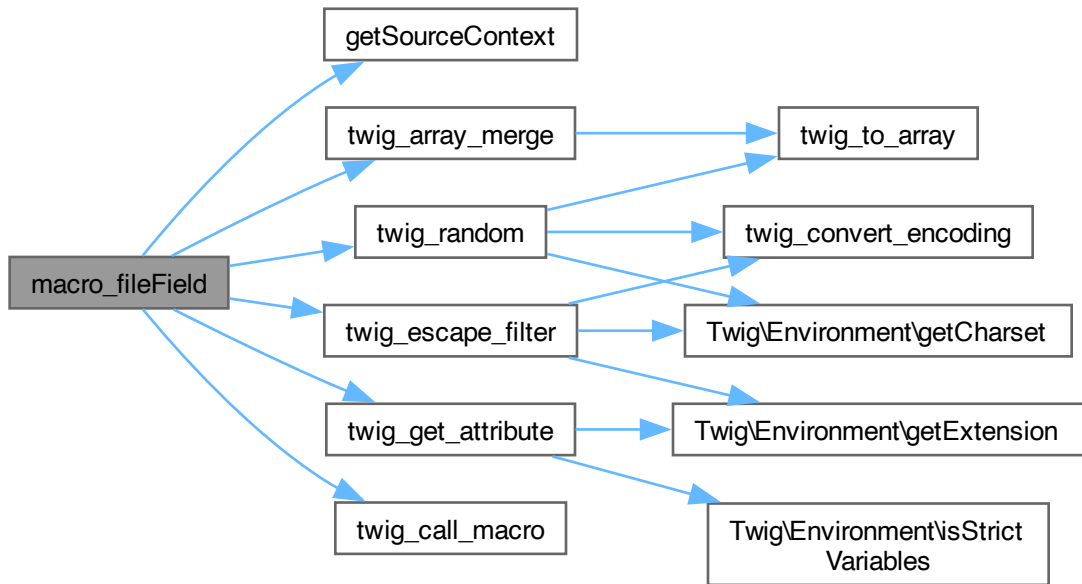 getSourceContext
twig_array_merge
twig_to_array
twig_random
twig_convert_encoding
macro_fileField
twig_escape_filter
Twig\Environment\getCharset
twig_get_attribute
Twig\Environment\getExtension
twig_call_macro
Twig\Environment\isStrict
Variables